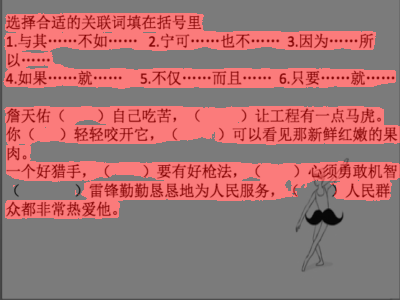 选择合适的关联词填在括号里
1.与其……不如…… 2.宁可……也不…… 3.因为……所
以……
4.如果……就…… 5.不仅……而且…… 6.只要……就……
詹天佑（ ）自己吃苦，（ ）让工程有一点马虎。
你（ ）轻轻咬开它，（ ）可以看见那新鲜红嫩的果
肉。
一个好猎手，（ ）要有好枪法，（ ）心须勇敢机智
（ ）雷锋勤勤恳恳地为人民服务，（ ）人民群
众都非常热爱他。